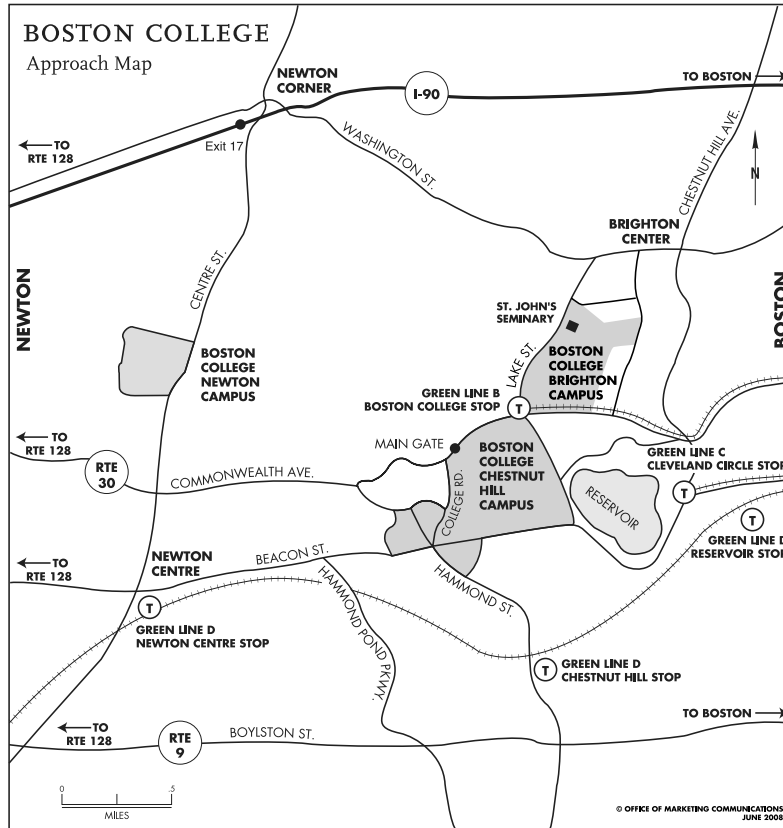 BOSTON COLLEGE
Approach Map
NEWTON
CORNER
I-90
TO BOSTON
TO
RTE 128
Exit 17
WASHINGTON ST.
CHESTNUT HILL AVE.
N
BRIGHTON
CENTER
NEWTON
CENTRE ST.
BOSTON
ST. JOHN'S
SEMINARY
BOSTON
COLLEGE
NEWTON
CAMPUS
LAKE ST.
BOSTON
COLLEGE
BRIGHTON
CAMPUS
GREEN LINE B
BOSTON COLLEGE STOP
T
TO
RTE 128
RTE
30
COMMONWEALTH AVE.
MAIN GATE
COLLEGE RD.
BOSTON
COLLEGE
CHESTNUT
HILL
CAMPUS
GREEN LINE C
CLEVELAND CIRCLE STOP
T
RESERVOIR
T
GREEN LINE D
RESERVOIR STOP
TO
RTE 128
NEWTON
CENTRE
BEACON ST.
HAMMOND ST.
HAMMOND POND PKWY.
T
GREEN LINE D
NEWTON CENTRE STOP
T
GREEN LINE D
CHESTNUT HILL STOP
TO
RTE 128
RTE
9
BOYLSTON ST.
TO BOSTON
0 .5
MILES
© OFFICE OF MARKETING COMMUNICATIONS